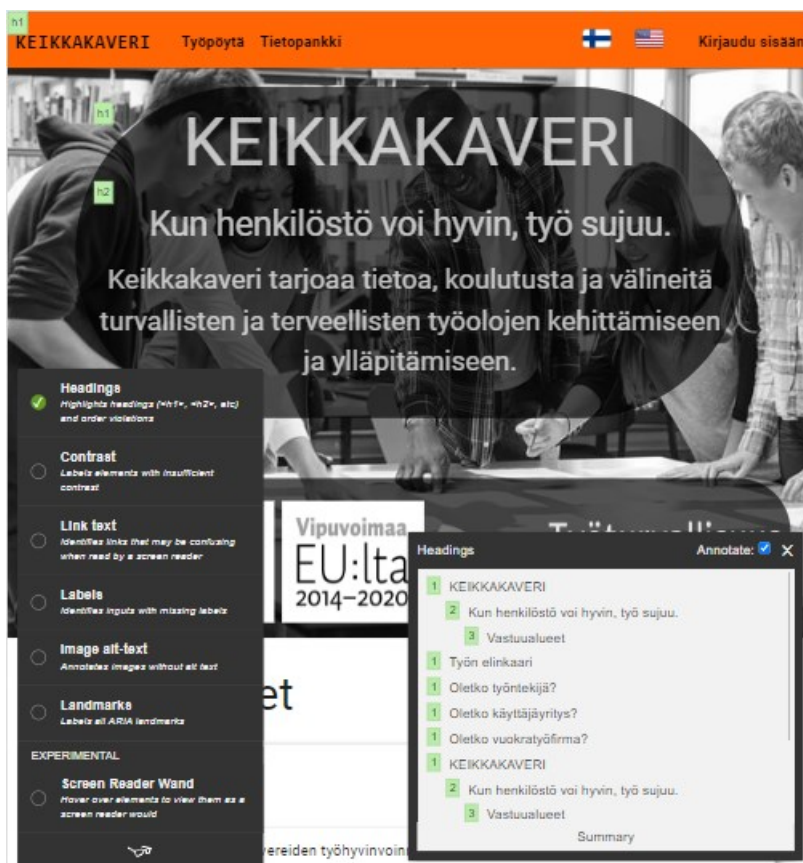 h1
KEIKKAKAVERI Työpöytä Tietopankki Kirjaudu sisään
h1
KEIKKAKAVERI
h2
Kun henkilöstö voi hyvin, työ sujuu.
Keikkakaveri tarjoaa tietoa, koulutusta ja välineitä
turvallisten ja terveellisten työolojen kehittämiseen
ja ylläpitämiseen.
Headings
Highlights headings (<h1>, <h2>, etc)
and order violations
Contrast
Labels elements with insufficient
contrast
Link text
Identifies links that may be confusing
when read by a screen reader
Labels
Identifies inputs with missing labels
Image alt-text
Annotates images without alt text
Landmarks
Labels all ARIA landmarks
EXPERIMENTAL
Screen Reader Wand
Hover over elements to view them as a
screen reader would
Vipuvoimaa
EU:lta
2014–2020
et
Headings Annotate:
1 KEIKKAKAVERI
2 Kun henkilöstö voi hyvin, työ sujuu.
3 Vastuualueet
1 Työn elinkaari
1 Oletko työntekijä?
1 Oletko käyttäjäyritys?
1 Oletko vuokratyöfirma?
1 KEIKKAKAVERI
2 Kun henkilöstö voi hyvin, työ sujuu.
3 Vastuualueet
Summary